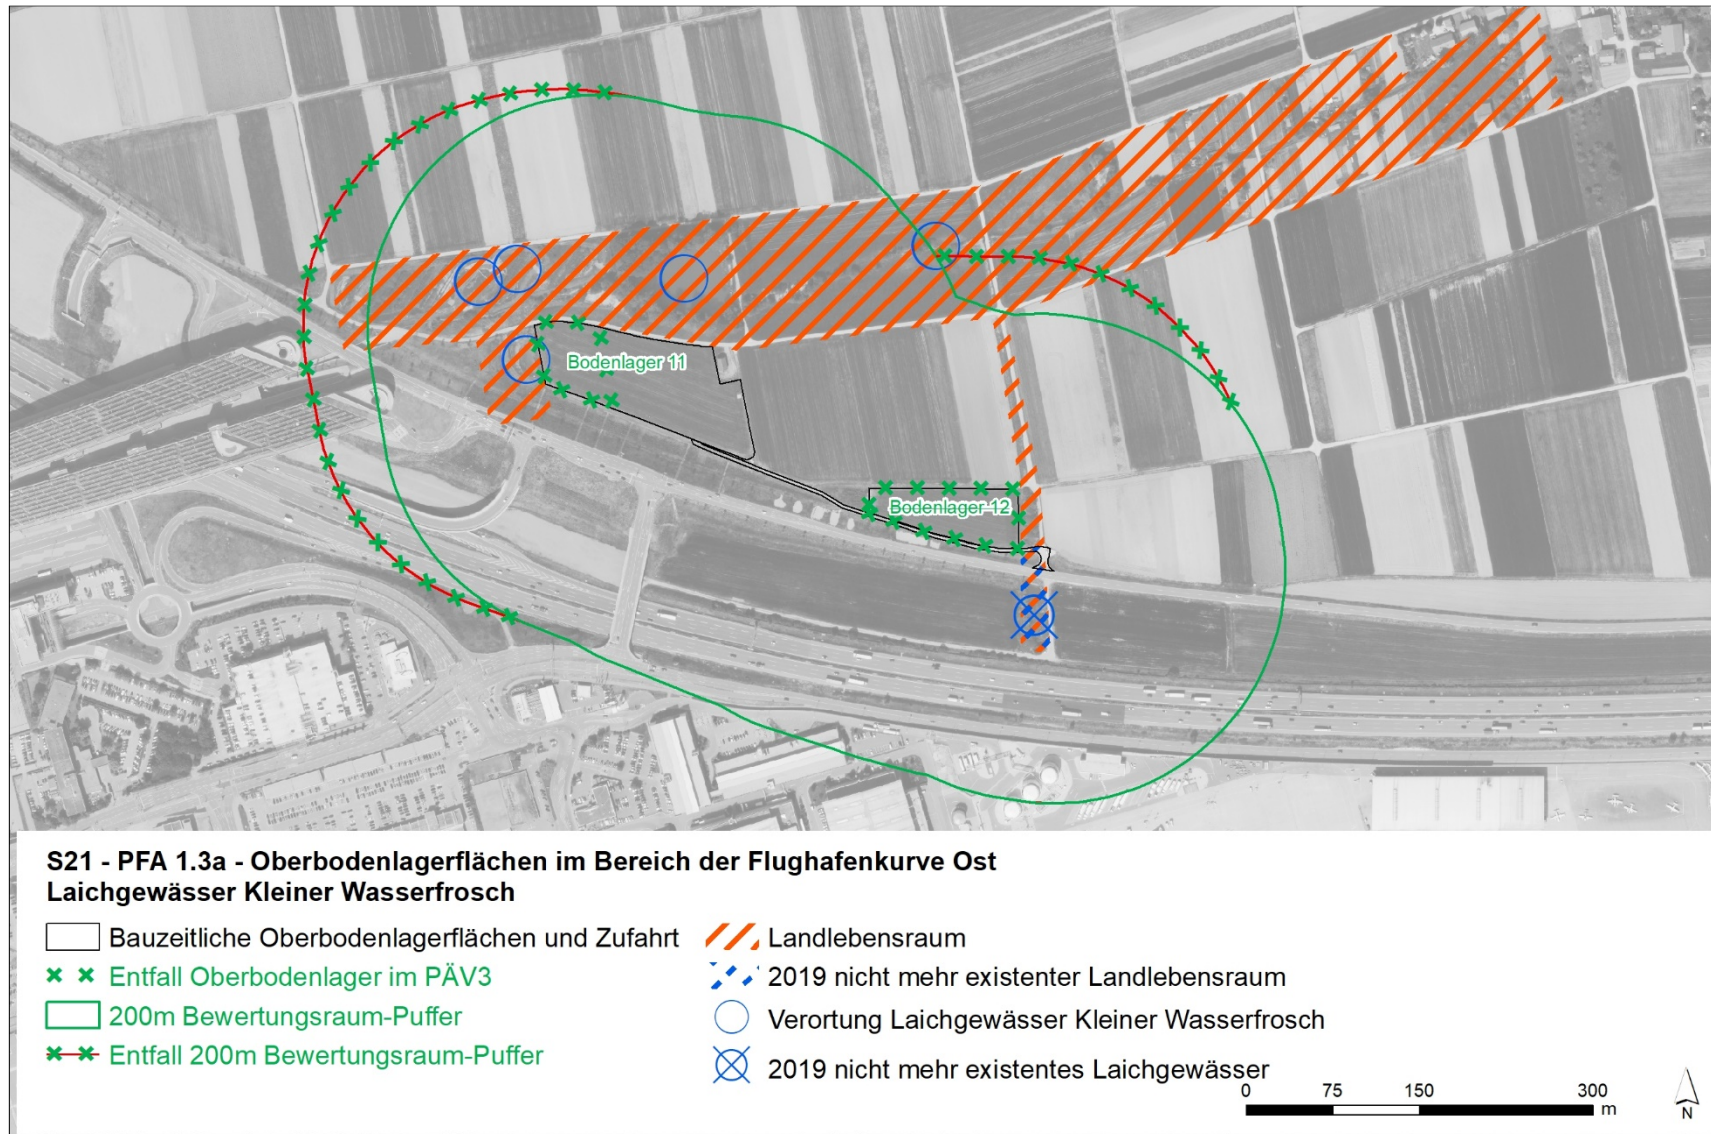 Bodenlager 11
Bodenlager 12
S21 - PFA 1.3a - Oberbodenlagerflächen im Bereich der Flughafenkurve Ost
Laichgewässer Kleiner Wasserfrosch
Bauzeitliche Oberbodenlagerflächen und Zufahrt
Entfall Oberbodenlager im PÄV3
200m Bewertungsraum-Puffer
Entfall 200m Bewertungsraum-Puffer
Landlebensraum
2019 nicht mehr existenter Landlebensraum
Verortung Laichgewässer Kleiner Wasserfrosch
2019 nicht mehr existentes Laichgewässer
0 75 150 300
m
N